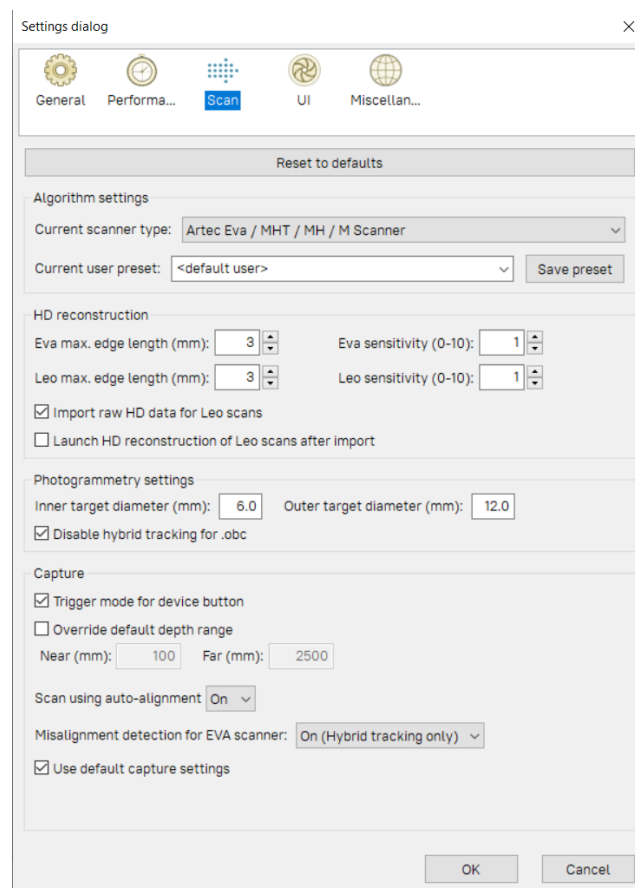 Settings dialog
General Performa... Scan UI Miscellan...
Reset to defaults
Algorithm settings
Current scanner type: Artec Eva / MHT / MH / M Scanner
Current user preset: <default user> Save preset
HD reconstruction
Eva max. edge length (mm): 3 Eva sensitivity (0-10): 1
Leo max. edge length (mm): 3 Leo sensitivity (0-10): 1
Import raw HD data for Leo scans
Launch HD reconstruction of Leo scans after import
Photogrammetry settings
Inner target diameter (mm): 6.0 Outer target diameter (mm): 12.0
Disable hybrid tracking for .obc
Capture
Trigger mode for device button
Override default depth range
Near (mm): 100 Far (mm): 2500
Scan using auto-alignment On
Misalignment detection for EVA scanner: On (Hybrid tracking only)
Use default capture settings
OK Cancel